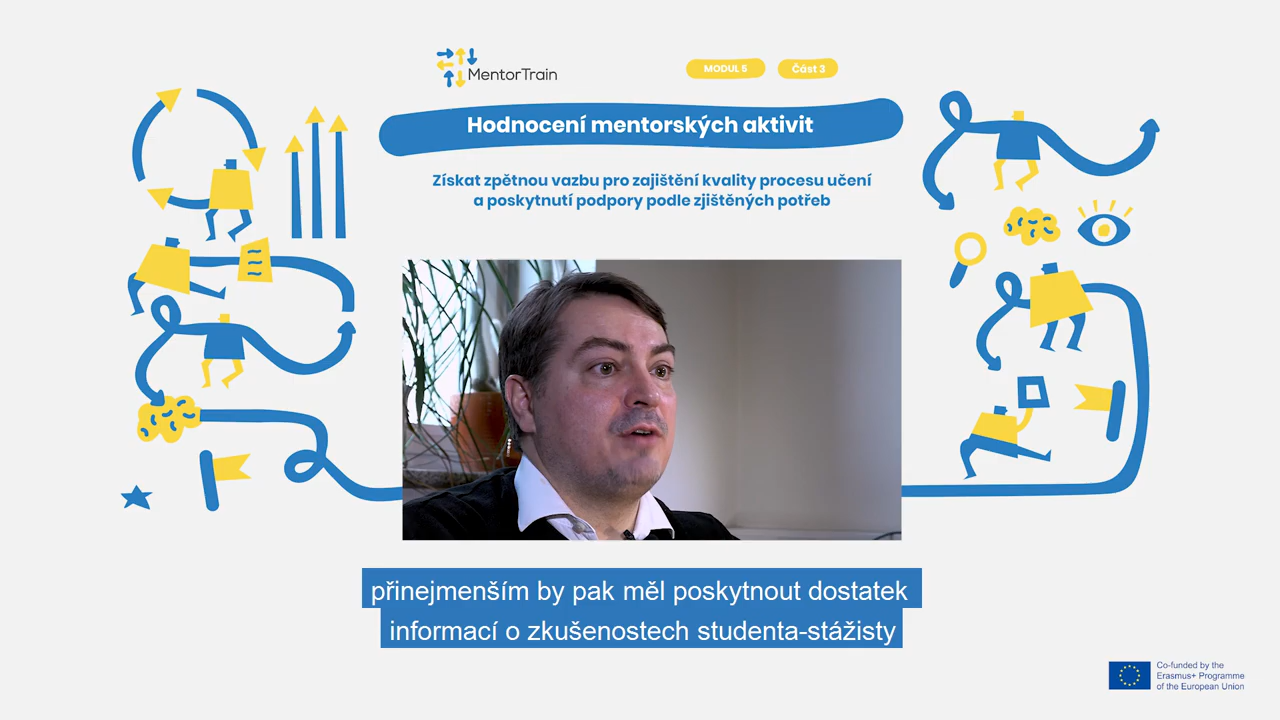 MentorTrain
MODUL 5
Část 3
Hodnocení mentorských aktivit
Získat zpětnou vazbu pro zajištění kvality procesu učení
a poskytnutí podpory podle zjištěných potřeb
přinejmenším by pak měl poskytnout dostatek
informací o zkušenostech studenta-stážisty
Co-funded by the
Erasmus+ Programme
of the European Union